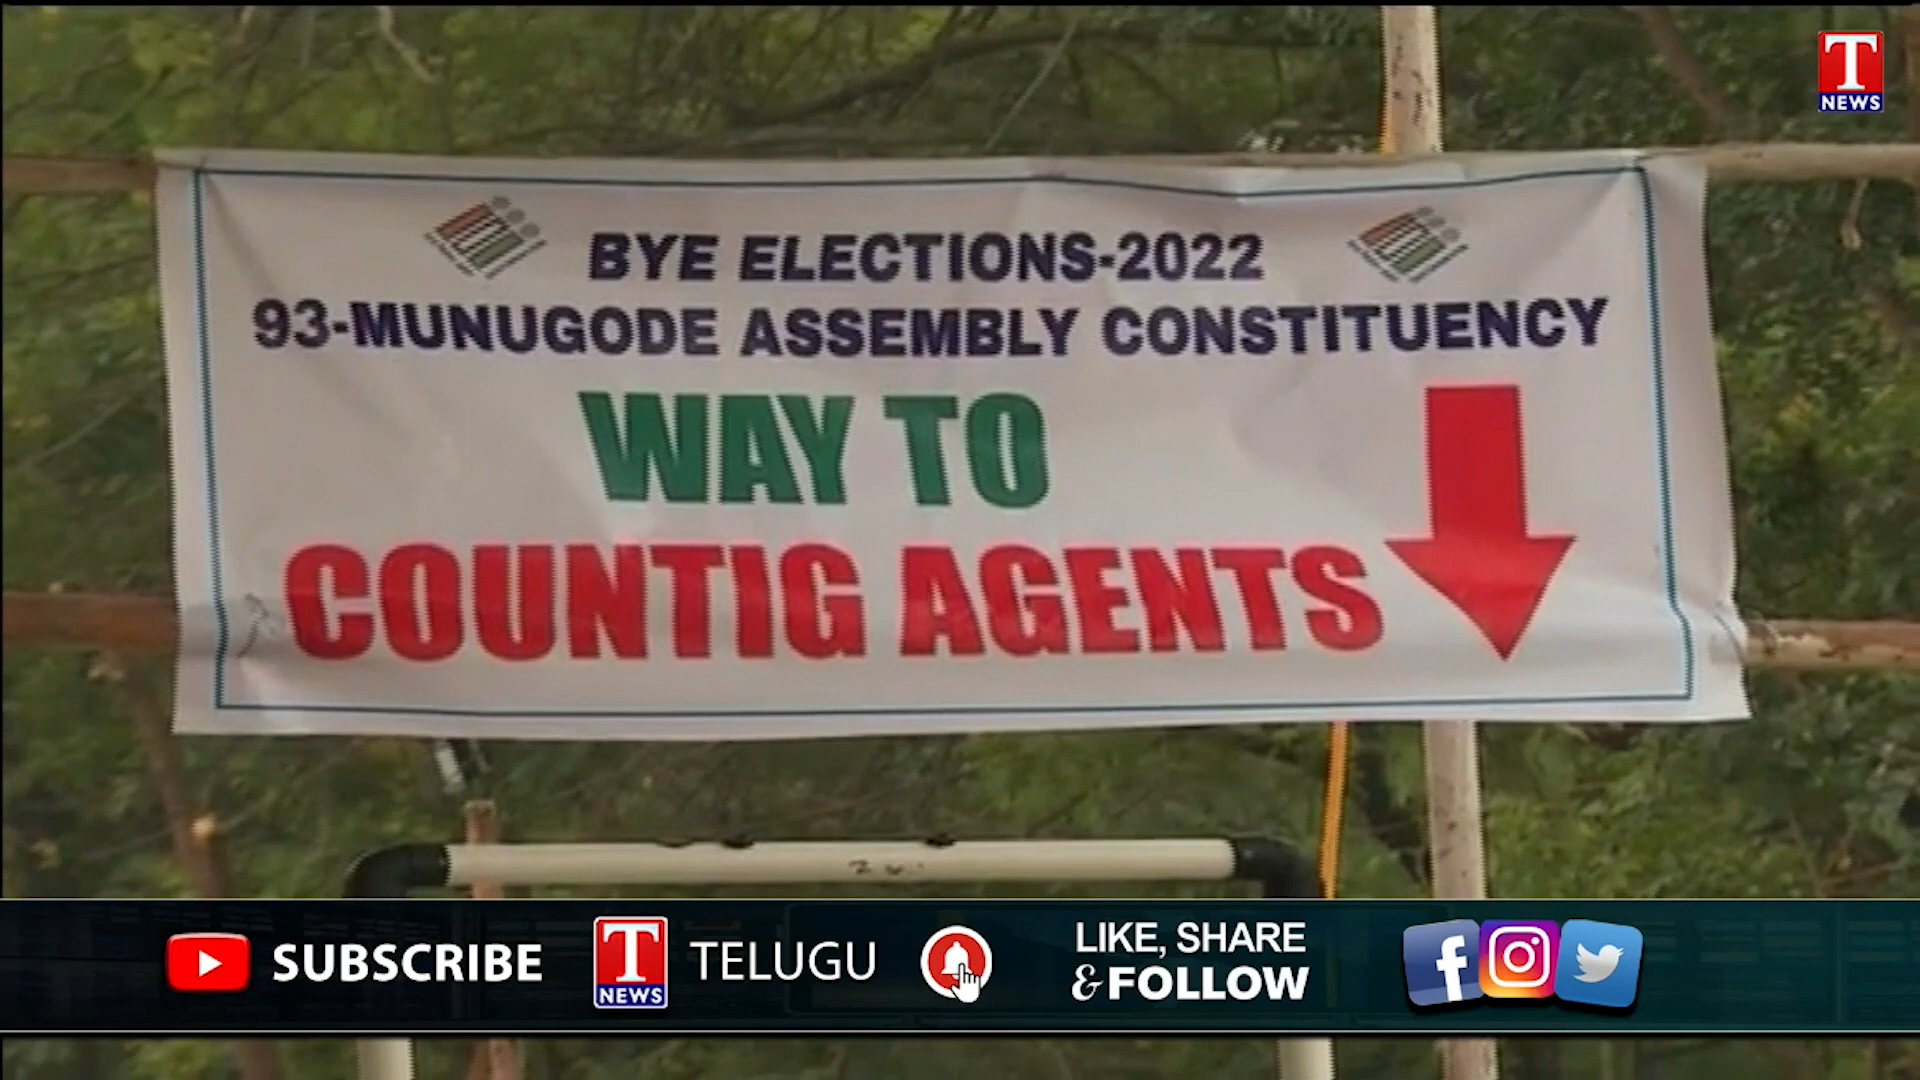 T
NEWS
BYE ELECTIONS-2022
93-MUNUGODE ASSEMBLY CONSTITUENCY
WAY TO
COUNTIG AGENTS
SUBSCRIBE
T
NEWS
TELUGU
LIKE, SHARE
& FOLLOW